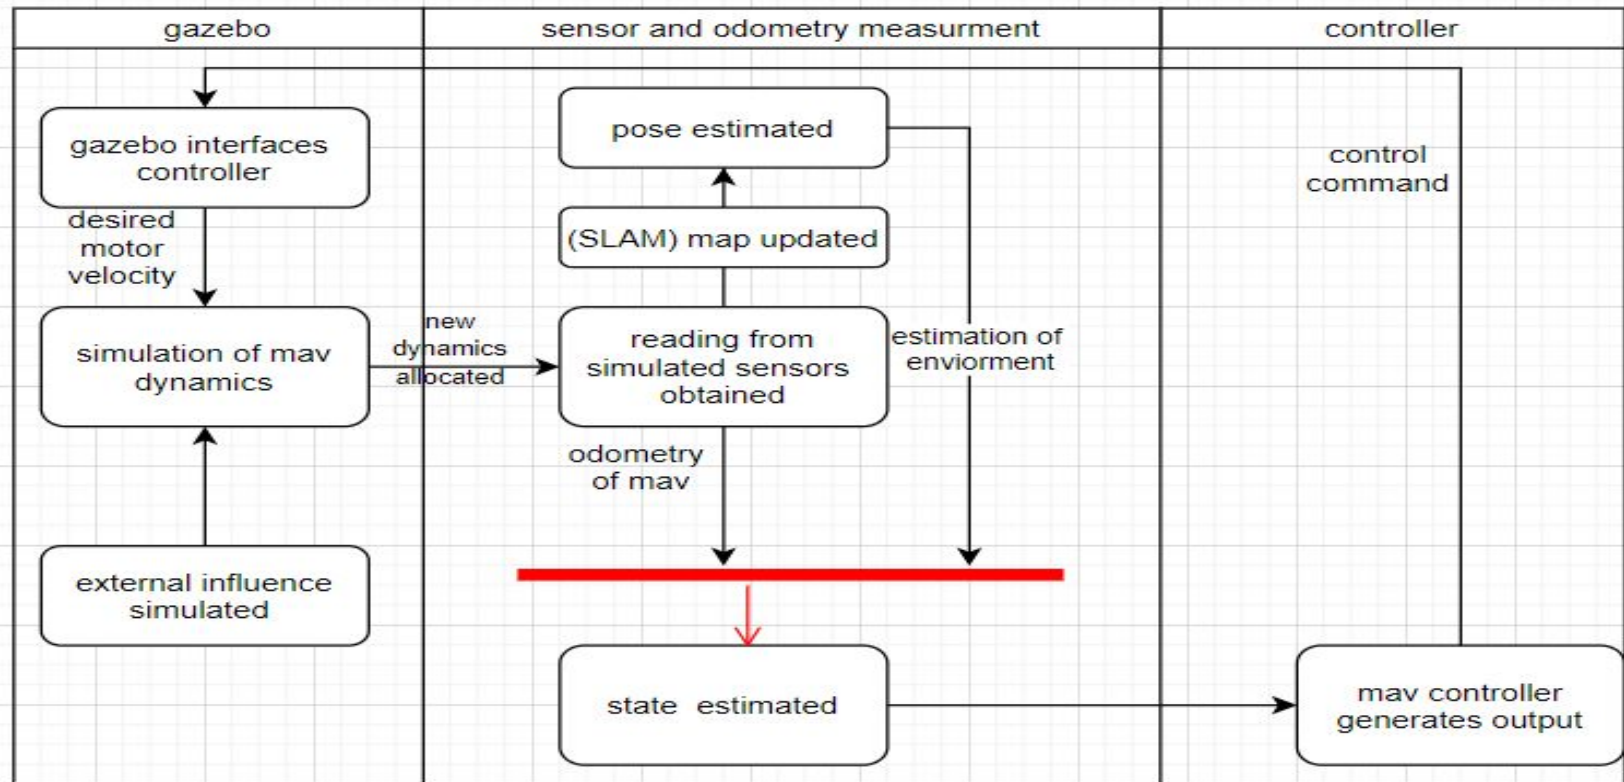 gazebo
sensor and odometry measurment
controller
gazebo interfaces
controller
desired
motor
velocity
simulation of mav
dynamics
external influence
simulated
new
dynamics
allocated
pose estimated
(SLAM) map updated
reading from
simulated sensors
obtained
odometry
of mav
estimation of
enviorment
state estimated
control
command
mav controller
generates output